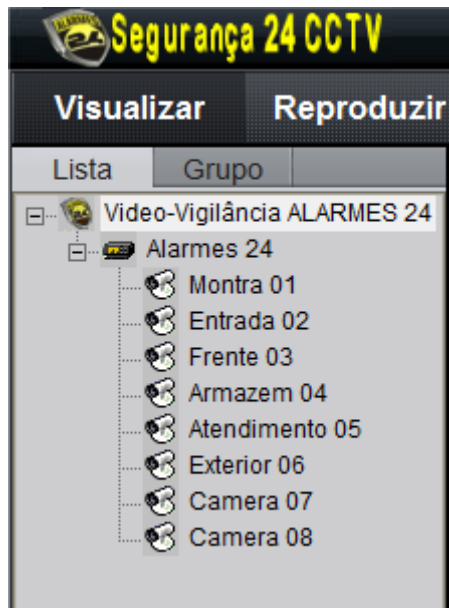 Segurança 24 CCTV
Visualizar Reproduzir
Lista Grupo
Video-Vigilância ALARMES 24
Alarmes 24
Montra 01
Entrada 02
Frente 03
Armazem 04
Atendimento 05
Exterior 06
Camera 07
Camera 08